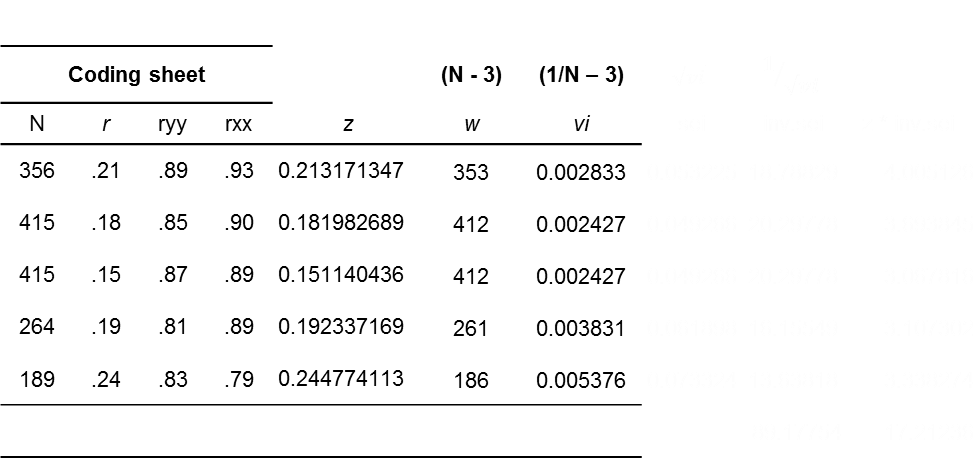 Coding sheet (N - 3) (1/N – 3)
N r ryy rxx z w vi
356 .21 .89 .93 0.213171347 353 0.002833
415 .18 .85 .90 0.181982689 412 0.002427
415 .15 .87 .89 0.151140436 412 0.002427
264 .19 .81 .89 0.192337169 261 0.003831
189 .24 .83 .79 0.244774113 186 0.005376